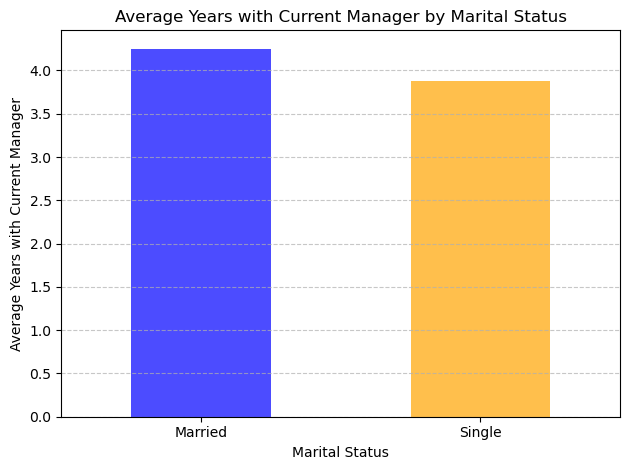 Average Years with Current Manager by Marital Status
Average Years with Current Manager
4.0
3.5
3.0
2.5
2.0
1.5
1.0
0.5
0.0
Married
Single
Marital Status